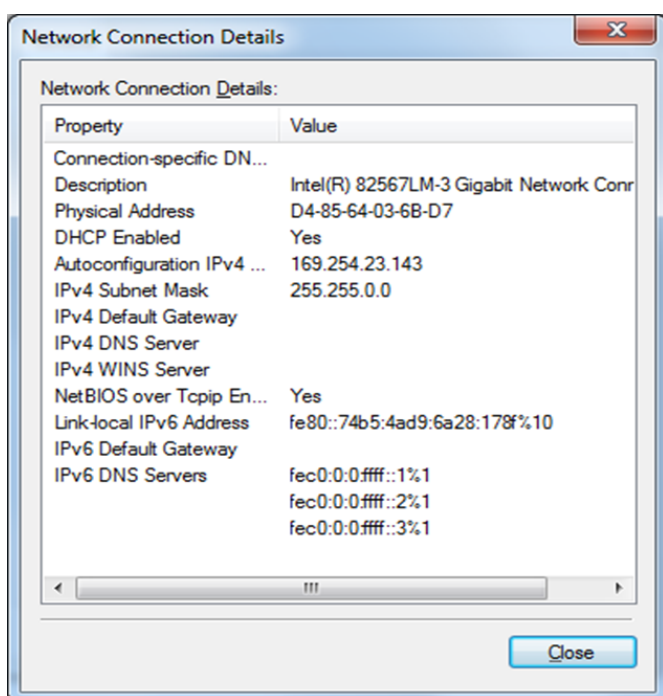 Network Connection Details
Network Connection Details:
Property Value
Connection-specific DN...
Description Intel(R) 82567LM-3 Gigabit Network Conr
Physical Address D4-85-64-03-6B-D7
DHCP Enabled Yes
Autoconfiguration IPv4 ... 169.254.23.143
IPv4 Subnet Mask 255.255.0.0
IPv4 Default Gateway
IPv4 DNS Server
IPv4 WINS Server
NetBIOS over Tcpip En... Yes
Link-local IPv6 Address fe80::74b5:4ad9:6a28:178f%10
IPv6 Default Gateway
IPv6 DNS Servers fec0:0:0:ffff::1%1
fec0:0:0:ffff::2%1
fec0:0:0:ffff::3%1
Close